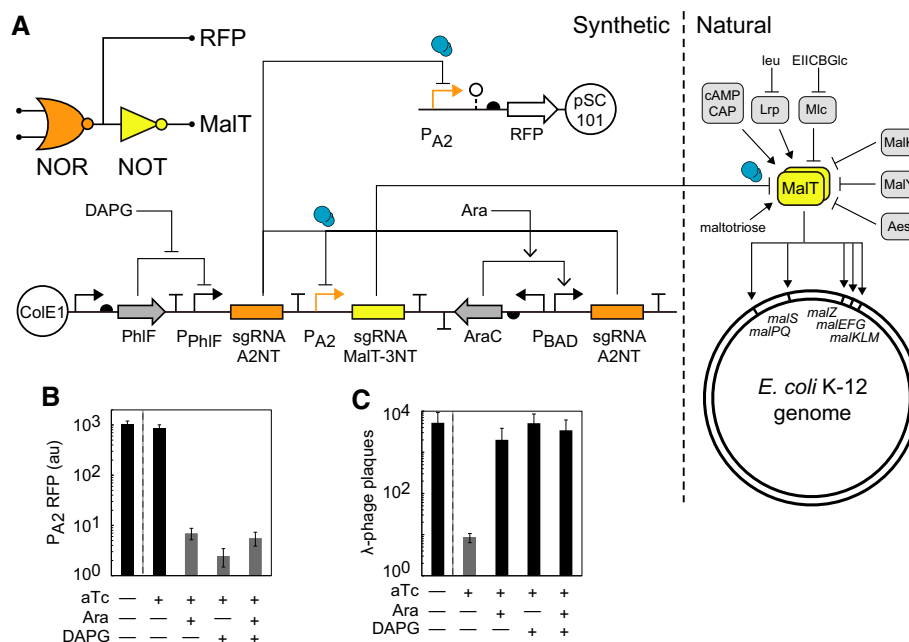 A
RFP
MalT
NOR NOT
Synthetic Natural
PA2 RFP
pSC
101
leu EIICBGlc
cAMP
CAP
Lrp
Mlc
MalT
MalY
Aes
maltotriose
DAPG
Ara
ColE1
PhlF
PPhlF
sgRNA
A2NT
PA2
sgRNA
MalT-3NT
AraC
PBAD
sgRNA
A2NT
malS
malPQ
malZ
malEFG
malKLM
E. coli K-12
genome
B
PA2 RFP (au)
10³
10²
10¹
10⁰
aTc — + + + +
Ara — — + — +
DAPG — — — + +
C
λ-phage plaques
10⁴
10²
10⁰
aTc — + + + +
Ara — — + — +
DAPG — — — + +